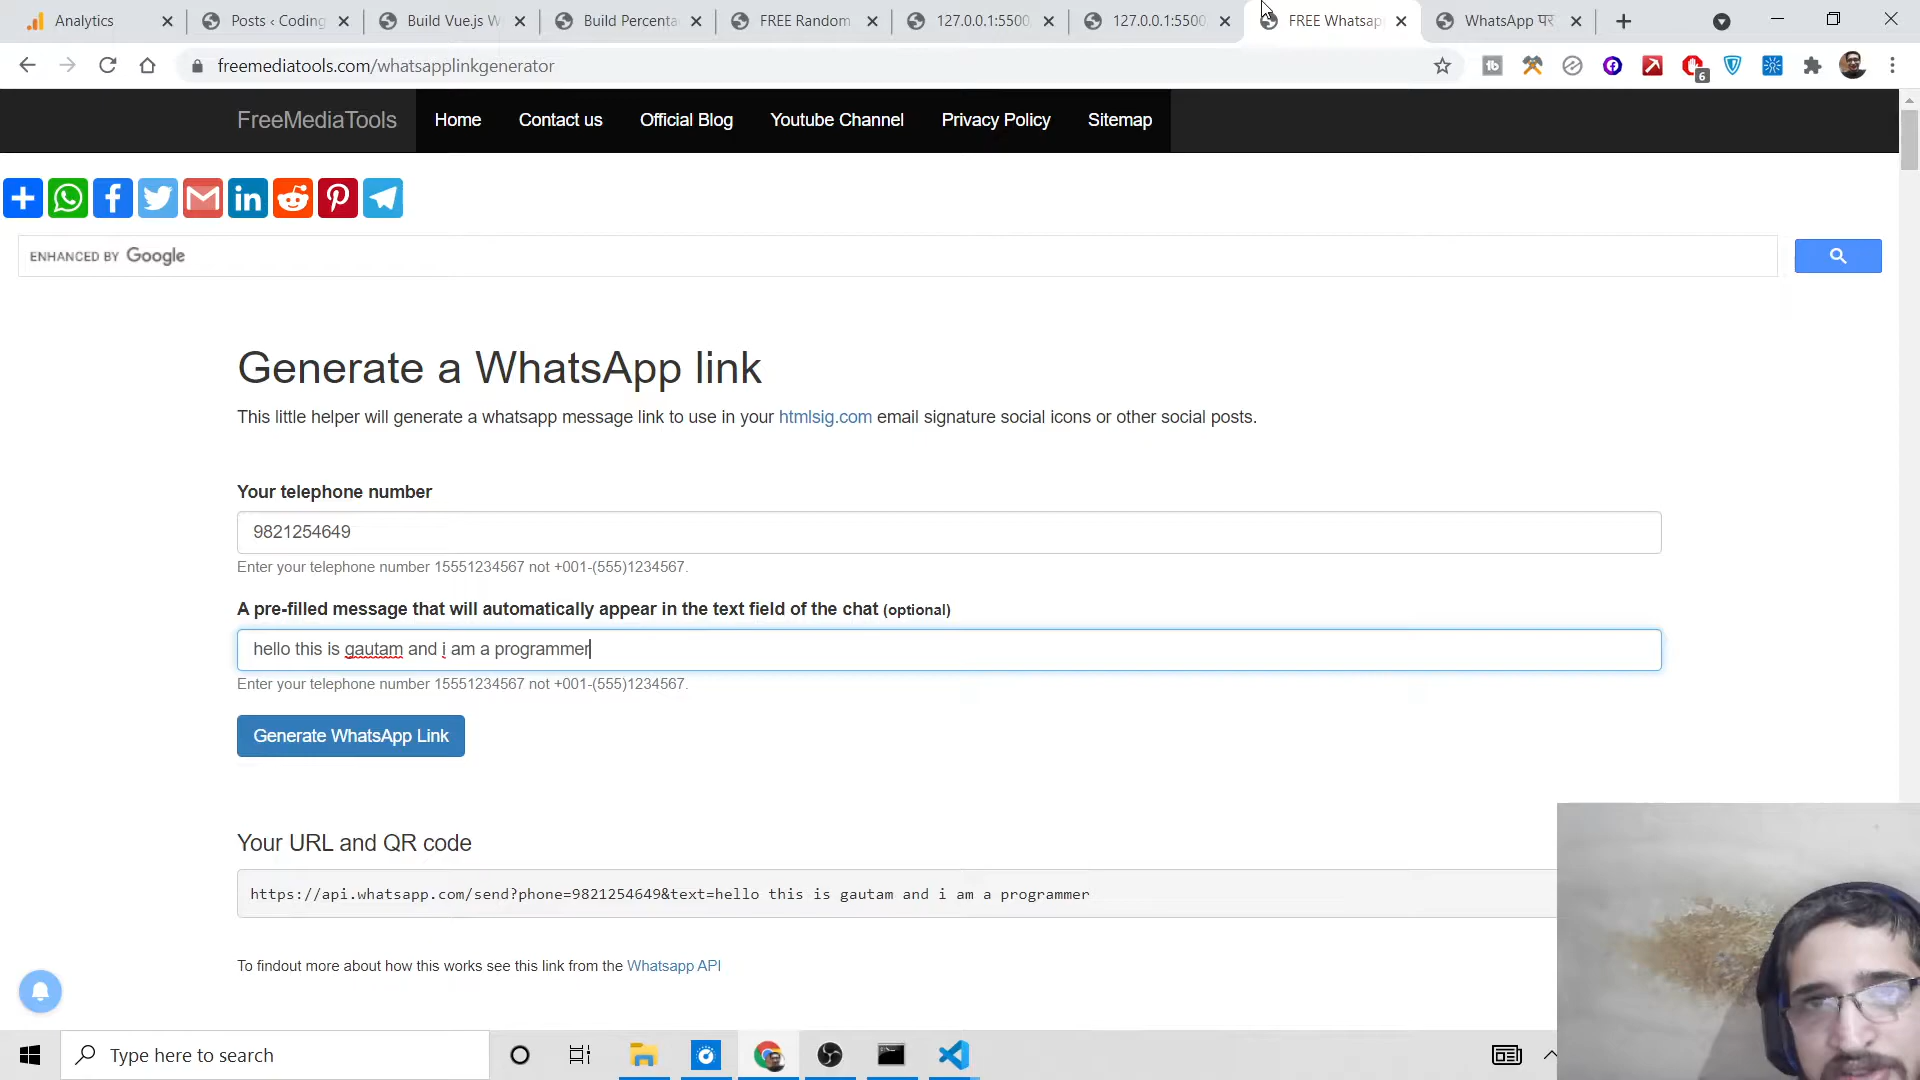 Analytics
Posts ‹ Coding
Build Vue.js W
Build Percenta
FREE Random
127.0.0.1:5500
127.0.0.1:5500
FREE Whatsap
WhatsApp पर
freemediatools.com/whatsapplinkgenerator
tb
6
FreeMediaTools
Home
Contact us
Official Blog
Youtube Channel
Privacy Policy
Sitemap
ENHANCED BY Google
Generate a WhatsApp link
This little helper will generate a whatsapp message link to use in your htmlsig.com email signature social icons or other social posts.
Your telephone number
9821254649
Enter your telephone number 15551234567 not +001-(555)1234567.
A pre-filled message that will automatically appear in the text field of the chat (optional)
hello this is gautam and i am a programmer
Enter your telephone number 15551234567 not +001-(555)1234567.
Generate WhatsApp Link
Your URL and QR code
https://api.whatsapp.com/send?phone=9821254649&text=hello this is gautam and i am a programmer
To findout more about how this works see this link from the Whatsapp API
Type here to search